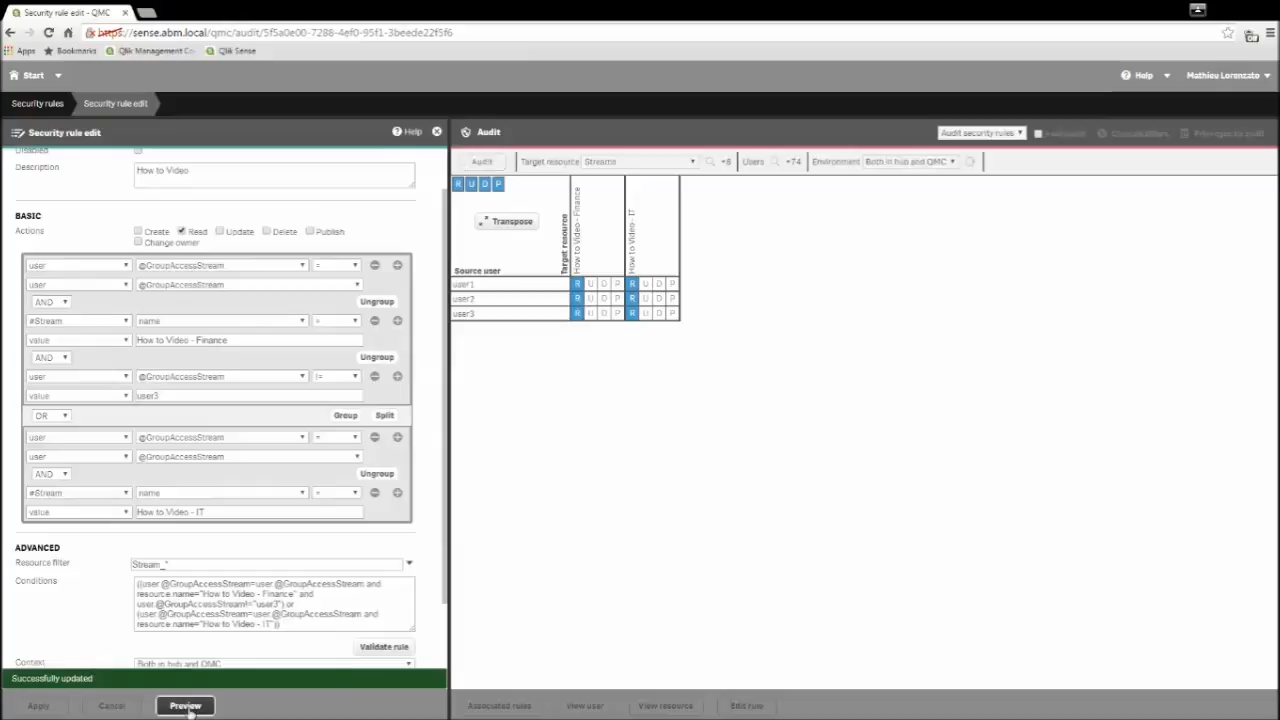 Security rule edit - QMC
https://sense.abm.local/qmc/audit/5f5a0e00-7288-4ef0-95f1-3beede22f5f6
Apps Bookmarks Qlik Management Co Qlik Sense
Start Help Mathieu Lorenzato
Security rules Security rule edit
Security rule edit Help
Audit Audit security rules
Disabled
Description How to Video
Audit Target resource Streams +8 Users +74 Environment Both in hub and QMC
R U D P
Transpose
Source user
Target resource
How to Video - Finance
How to Video - IT
user1 R U D P R U D P
user2 R U D P R U D P
user3 R U D P R U D P
BASIC
Actions Create Read Update Delete Publish
Change owner
user @GroupAccessStream =
user @GroupAccessStream
AND Ungroup
#Stream name =
value How to Video - Finance
AND Ungroup
user @GroupAccessStream !=
value user3
OR Group Split
user @GroupAccessStream =
user @GroupAccessStream
AND Ungroup
#Stream name =
value How to Video - IT
ADVANCED
Resource filter Stream_*
Conditions
((user.@GroupAccessStream=user.@GroupAccessStream and
resource.name="How to Video - Finance" and
user.@GroupAccessStream!="user3") or
(user.@GroupAccessStream=user.@GroupAccessStream and
resource.name="How to Video - IT"))
Validate rule
Context Both in hub and QMC
Successfully updated
Apply Cancel Preview
Associated rules View user View resource Edit rule